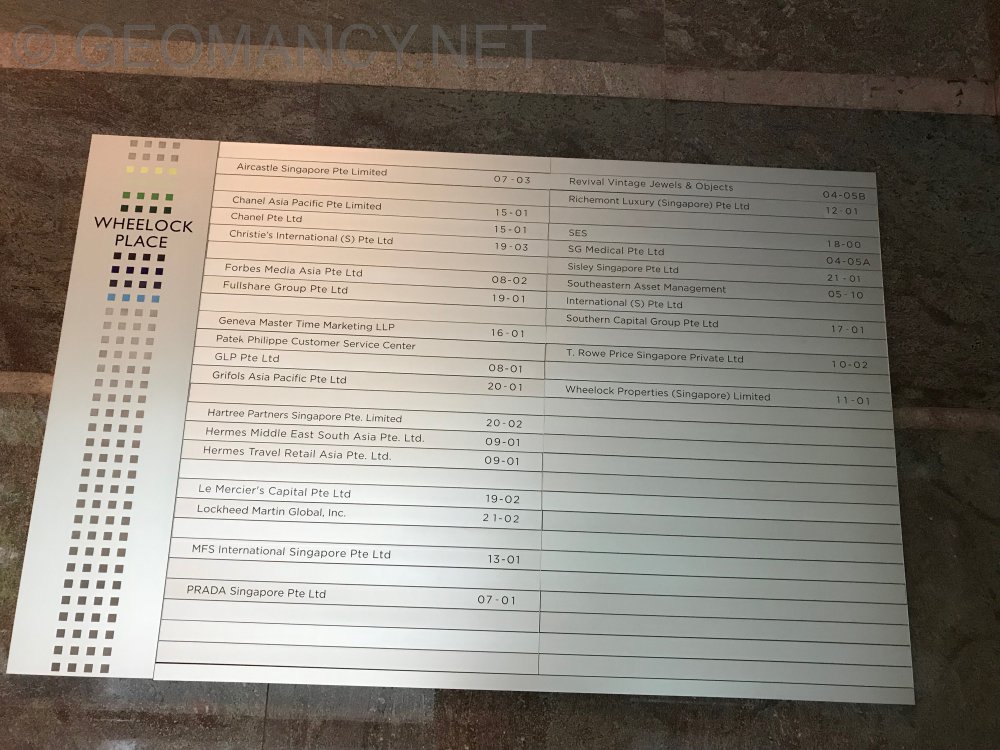 © GEOMANCY.NET
WHEELOCK
PLACE
Aircastle Singapore Pte Limited 07-03
Chanel Asia Pacific Pte Limited 15-01
Chanel Pte Ltd 15-01
Christie's International (S) Pte Ltd 19-03
Forbes Media Asia Pte Ltd 08-02
Fullshare Group Pte Ltd 19-01
Geneva Master Time Marketing LLP 16-01
Patek Philippe Customer Service Center
GLP Pte Ltd 08-01
Grifols Asia Pacific Pte Ltd 20-01
Hartree Partners Singapore Pte. Limited 20-02
Hermes Middle East South Asia Pte. Ltd. 09-01
Hermes Travel Retail Asia Pte. Ltd. 09-01
Le Mercier's Capital Pte Ltd 19-02
Lockheed Martin Global, Inc. 21-02
MFS International Singapore Pte Ltd 13-01
PRADA Singapore Pte Ltd 07-01
Revival Vintage Jewels & Objects 04-05B
Richemont Luxury (Singapore) Pte Ltd 12-01
SES 18-00
SG Medical Pte Ltd 04-05A
Sisley Singapore Pte Ltd 21-01
Southeastern Asset Management 05-10
International (S) Pte Ltd
Southern Capital Group Pte Ltd 17-01
T. Rowe Price Singapore Private Ltd 10-02
Wheelock Properties (Singapore) Limited 11-01